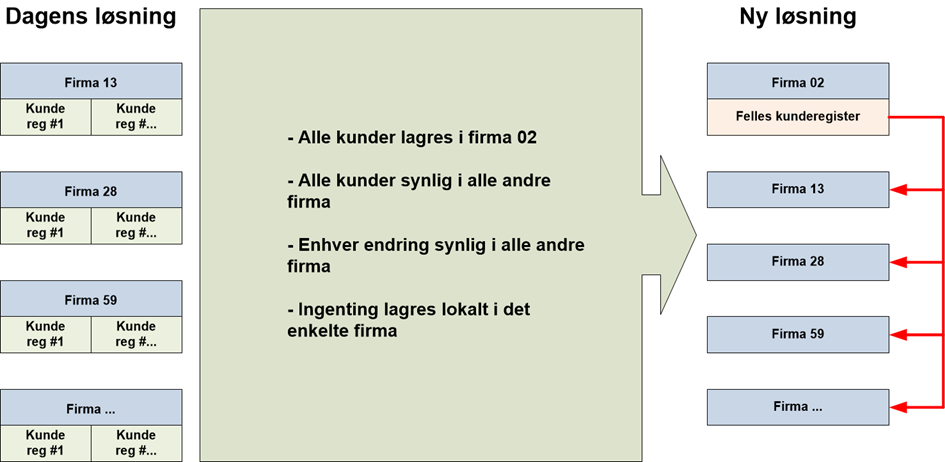 Dagens løsning
Firma 13
Kunde reg #1
Kunde reg #...
Firma 28
Kunde reg #1
Kunde reg #...
Firma 59
Kunde reg #1
Kunde reg #...
Firma ...
Kunde reg #1
Kunde reg #...
- Alle kunder lagres i firma 02
- Alle kunder synlig i alle andre
firma
- Enhver endring synlig i alle andre
firma
- Ingenting lagres lokalt i det
enkelte firma
Ny løsning
Firma 02
Felles kunderegister
Firma 13
Firma 28
Firma 59
Firma ...